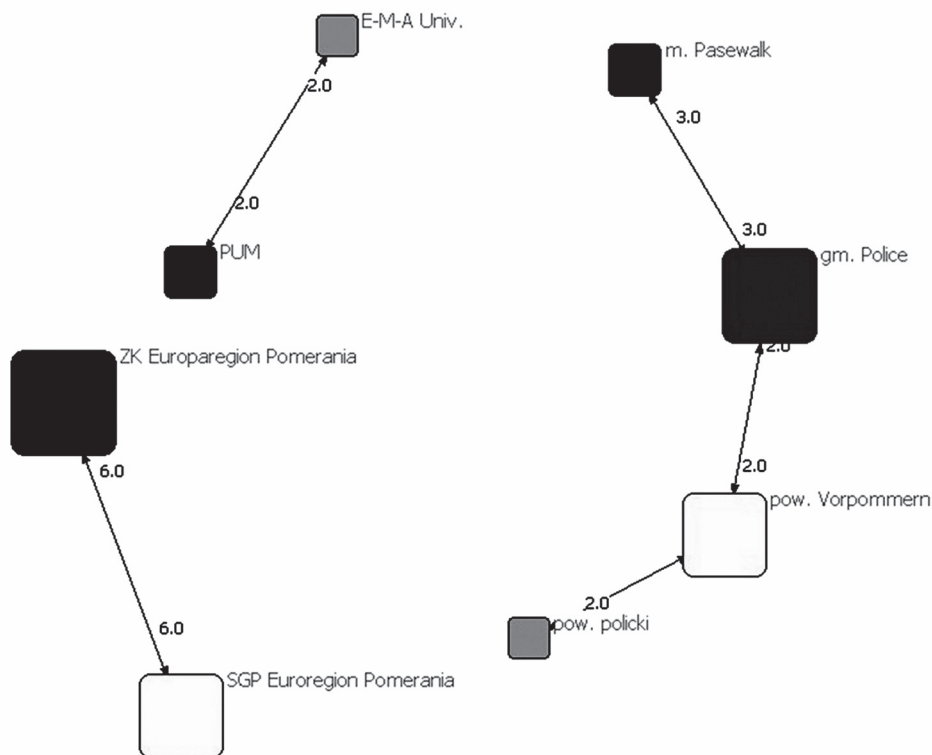 E-M-A Univ.
2.0
2.0
PUM
m. Pasewalk
3.0
3.0
gm. Police
2.0
2.0
pow. Vorpommern
2.0
pow. policki
ZK Europaregion Pomerania
6.0
6.0
SGP Euroregion Pomerania